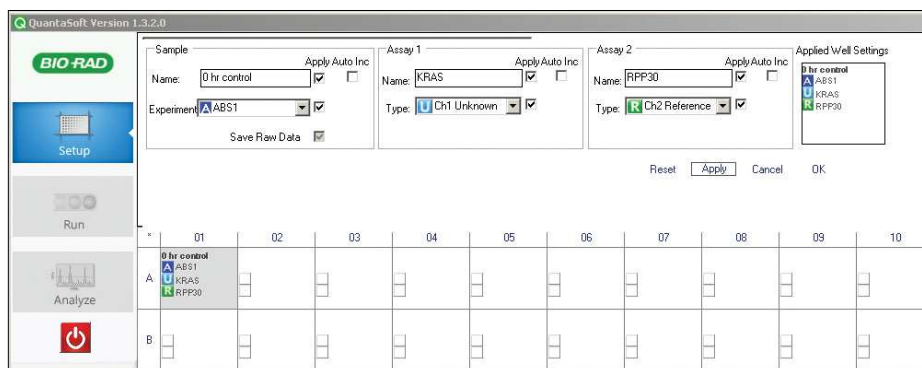 QuantaSoft Version 1.3.2.0
BIO-RAD
Setup
Run
Analyze
Sample
Apply Auto Inc
Name: 0 hr control
Experiment A ABS1
Save Raw Data
Assay 1
Apply Auto Inc
Name: KRAS
Type: U Ch1 Unknown
Assay 2
Apply Auto Inc
Name: RPP30
Type: R Ch2 Reference
Applied Well Settings
0 hr control
A ABS1
U KRAS
R RPP30
Reset Apply Cancel OK
* 01 02 03 04 05 06 07 08 09 10
A
0 hr control
A ABS1
U KRAS
R RPP30
B